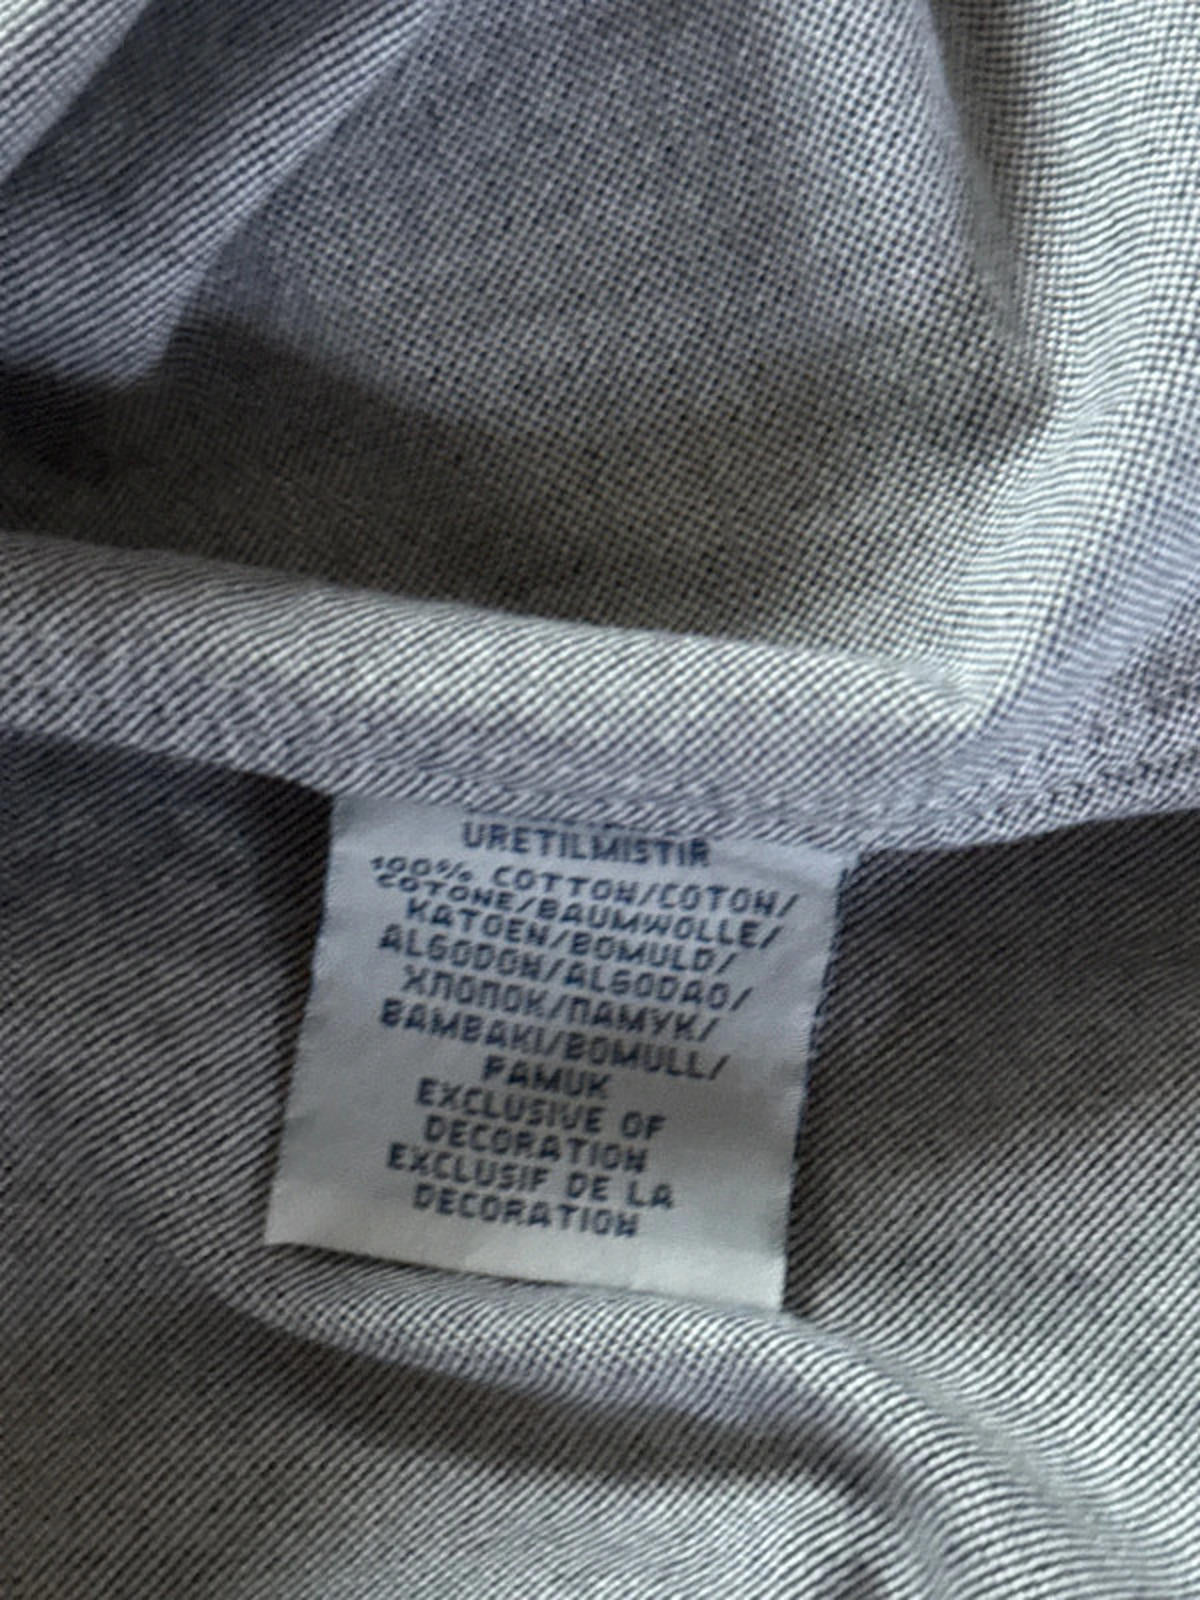 URETILMISTIR
100% COTTON/COTON/
COTONE/BAUMWOLLE/
KATOEN/BOMULD/
ALGODON/ALGODAO/
ХЛОПОК/ПАМУК/
BAMBAKI/BOMULL/
PAMUK
EXCLUSIVE OF
DECORATION
EXCLUSIF DE LA
DECORATION